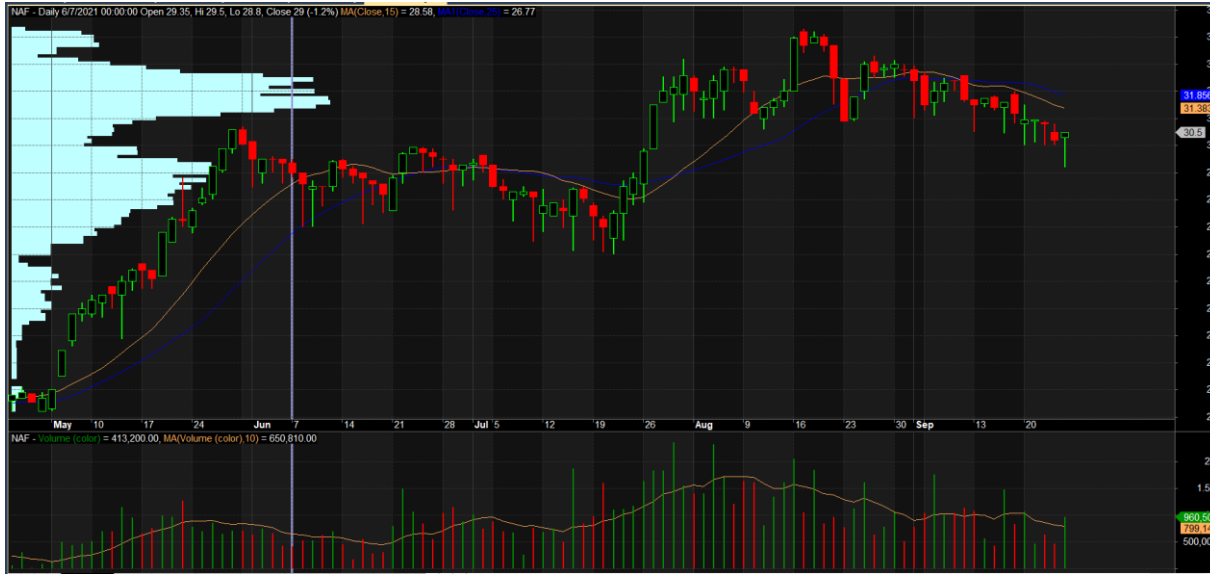 NAF - Daily 6/7/2021 00:00:00 Open 29.35, Hi 29.5, Lo 28.8, Close 29 (-1.2%) MA(Close,15) = 28.58, = 26.77
31.856
31.383
30.5
May 10 17 24 Jun 7 14 21 28 Jul 5 12 19 26 Aug 9 16 23 30 Sep 13 20
NAF - Volume (color) = 413,200.00, MA(Volume (color),10) = 650,810.00
2
1.5
960,50
799,14
500,00